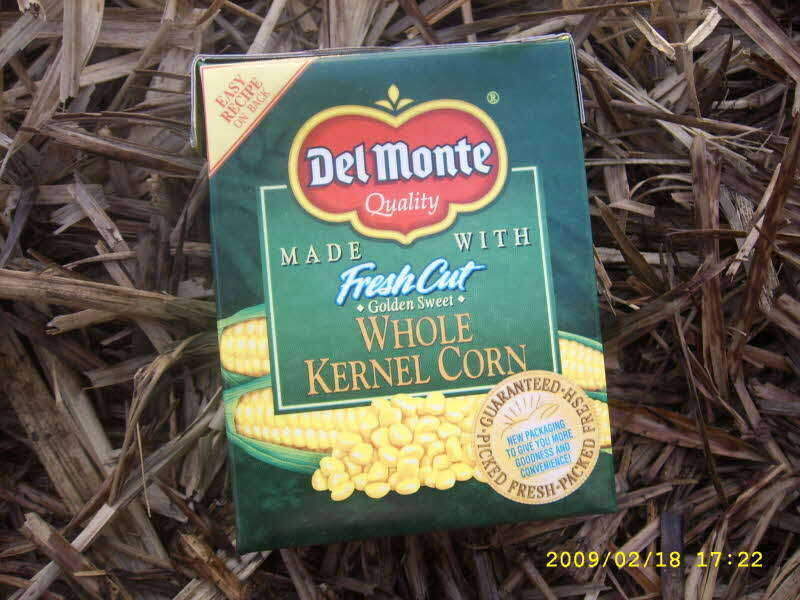 EASY
RECIPE
ON BACK
Del Monte
®
Quality
MADE WITH
Fresh Cut
• Golden Sweet •
WHOLE
KERNEL CORN
GUARANTEED • FRESH-PICKED FRESH-PACKED
NEW PACKAGING
TO GIVE YOU MORE
GOODNESS AND
CONVENIENCE!
2009/02/18 17:22